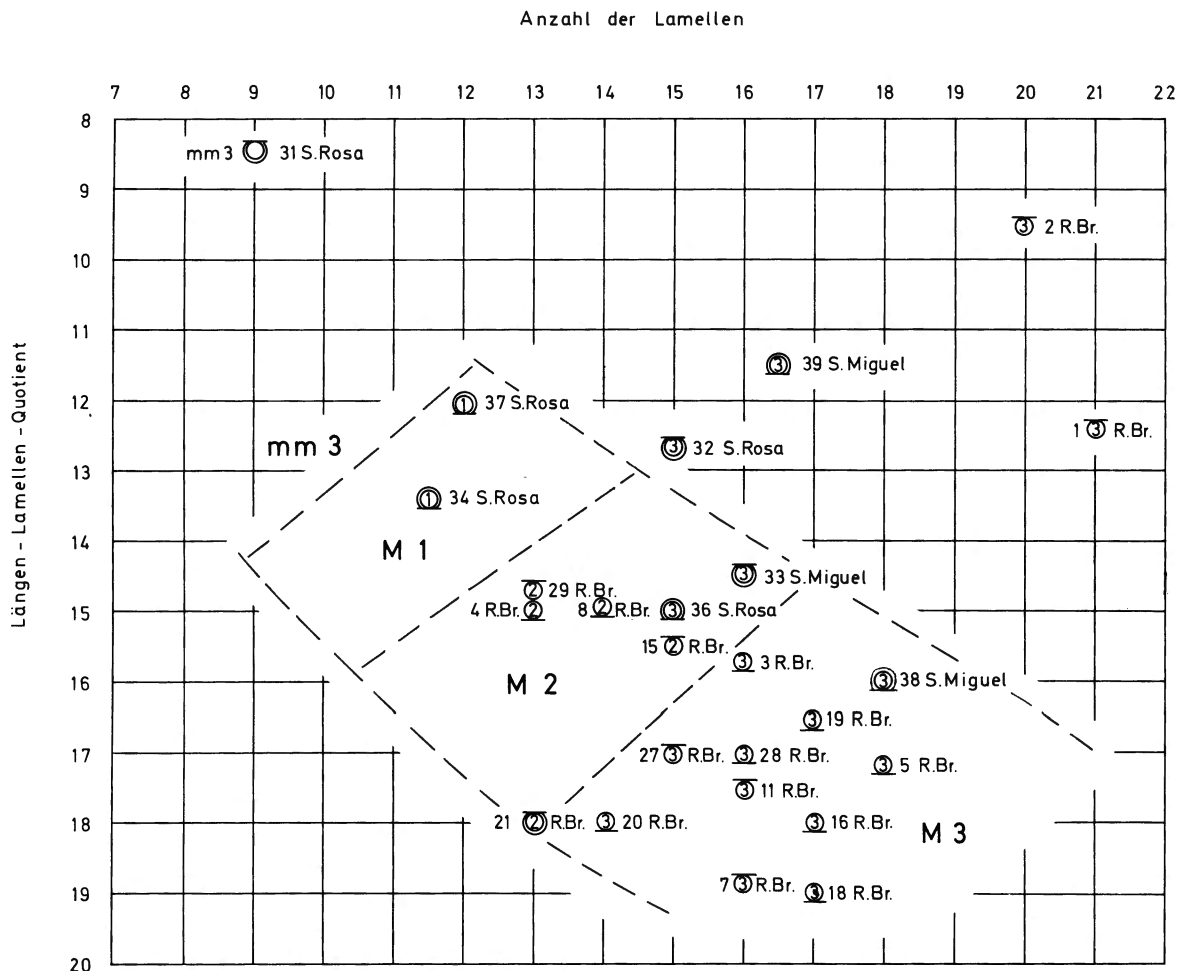 Anzahl der Lamellen
7 8 9 10 11 12 13 14 15 16 17 18 19 20 21 22
Längen - Lamellen - Quotient
8
mm 3 31 S.Rosa
9
3 2 R.Br.
10
11
3 39 S.Miguel
12
1 37 S.Rosa
1 3 R.Br.
mm 3
3 32 S.Rosa
13
1 34 S.Rosa
14
M 1
3 33 S.Miguel
2 29 R.Br.
15
4 R.Br. 2
8 2 R.Br.
3 36 S.Rosa
15 2 R.Br.
3 3 R.Br.
16
M 2
3 38 S.Miguel
3 19 R.Br.
17
27 3 R.Br.
3 28 R.Br.
3 5 R.Br.
3 11 R.Br.
18
21 2 R.Br.
3 20 R.Br.
3 16 R.Br.
M 3
7 3 R.Br.
19
3 18 R.Br.
20